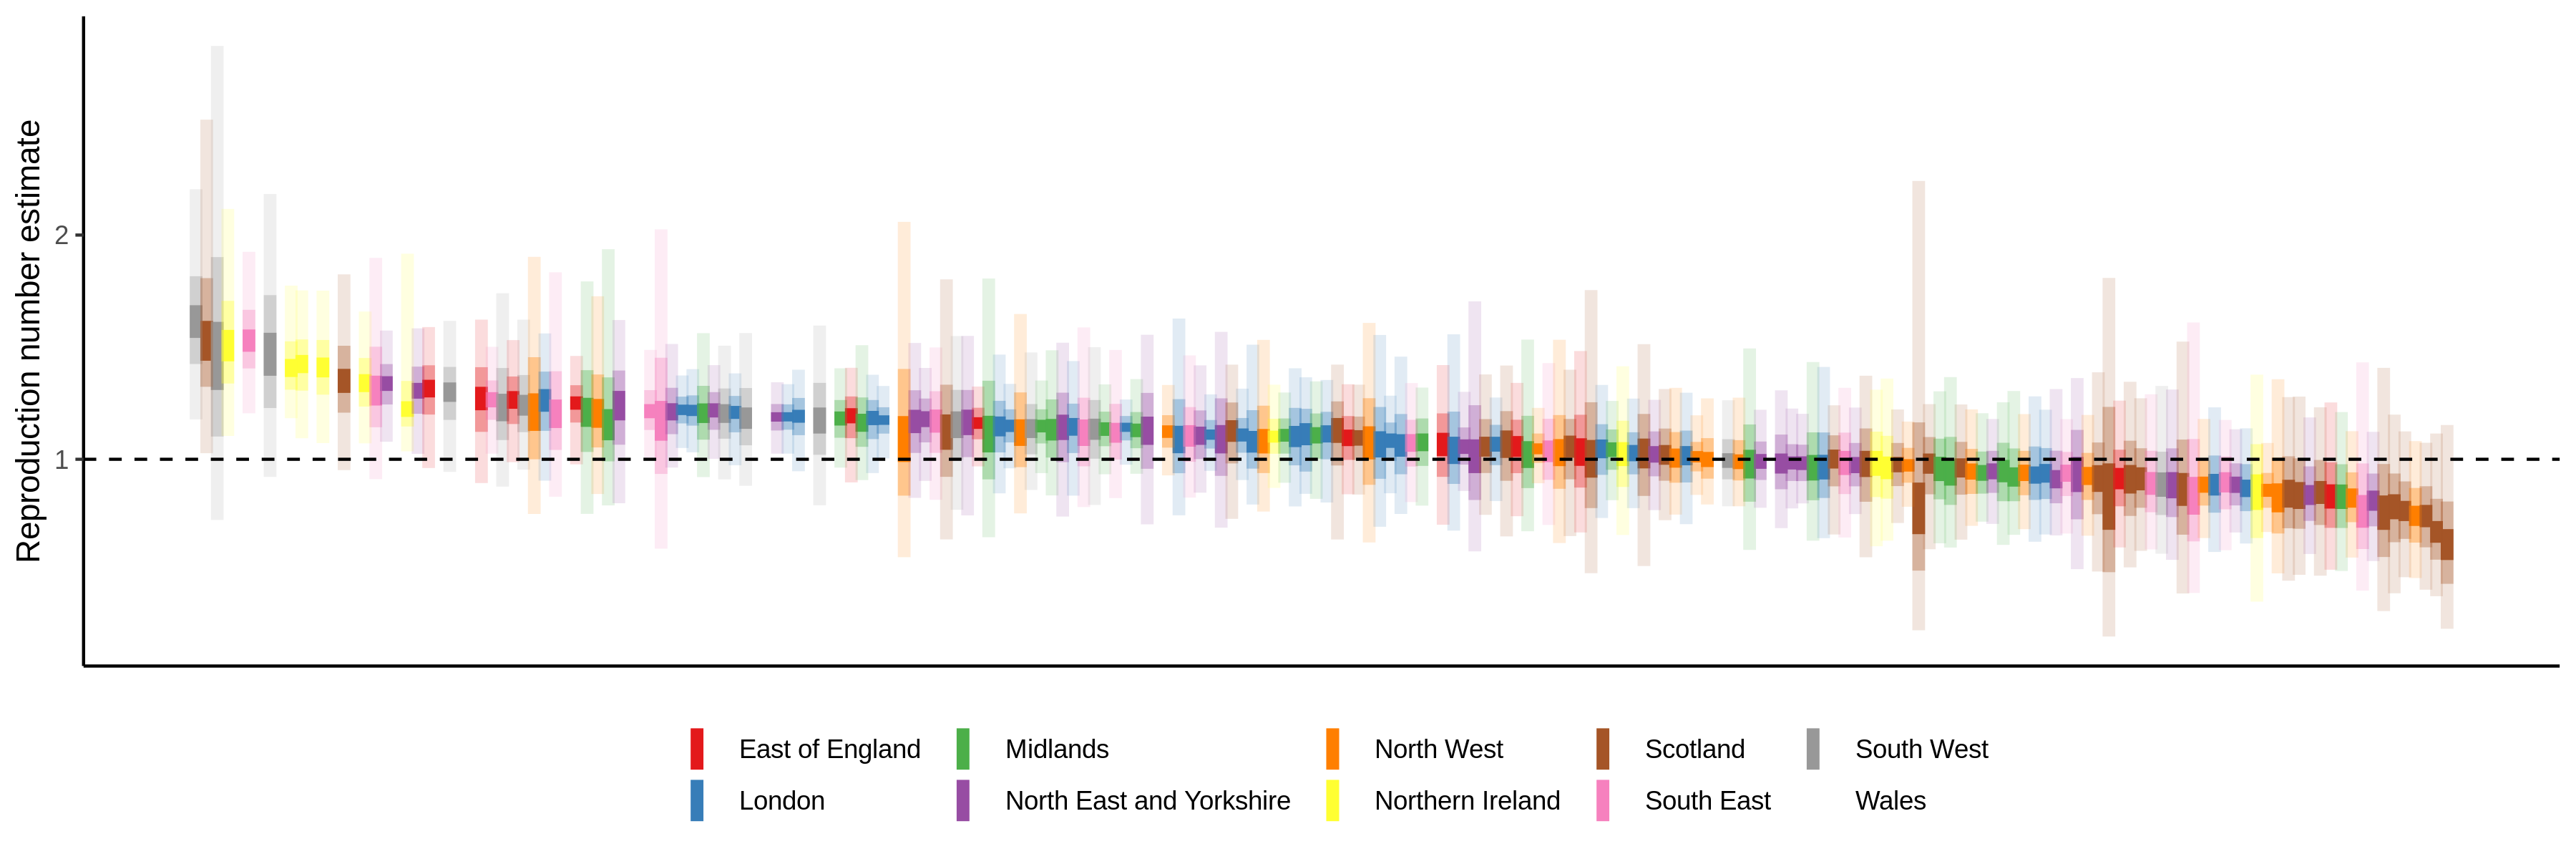 Reproduction number estimate
2
1
East of England
Midlands
North West
Scotland
South West
London
North East and Yorkshire
Northern Ireland
South East
Wales